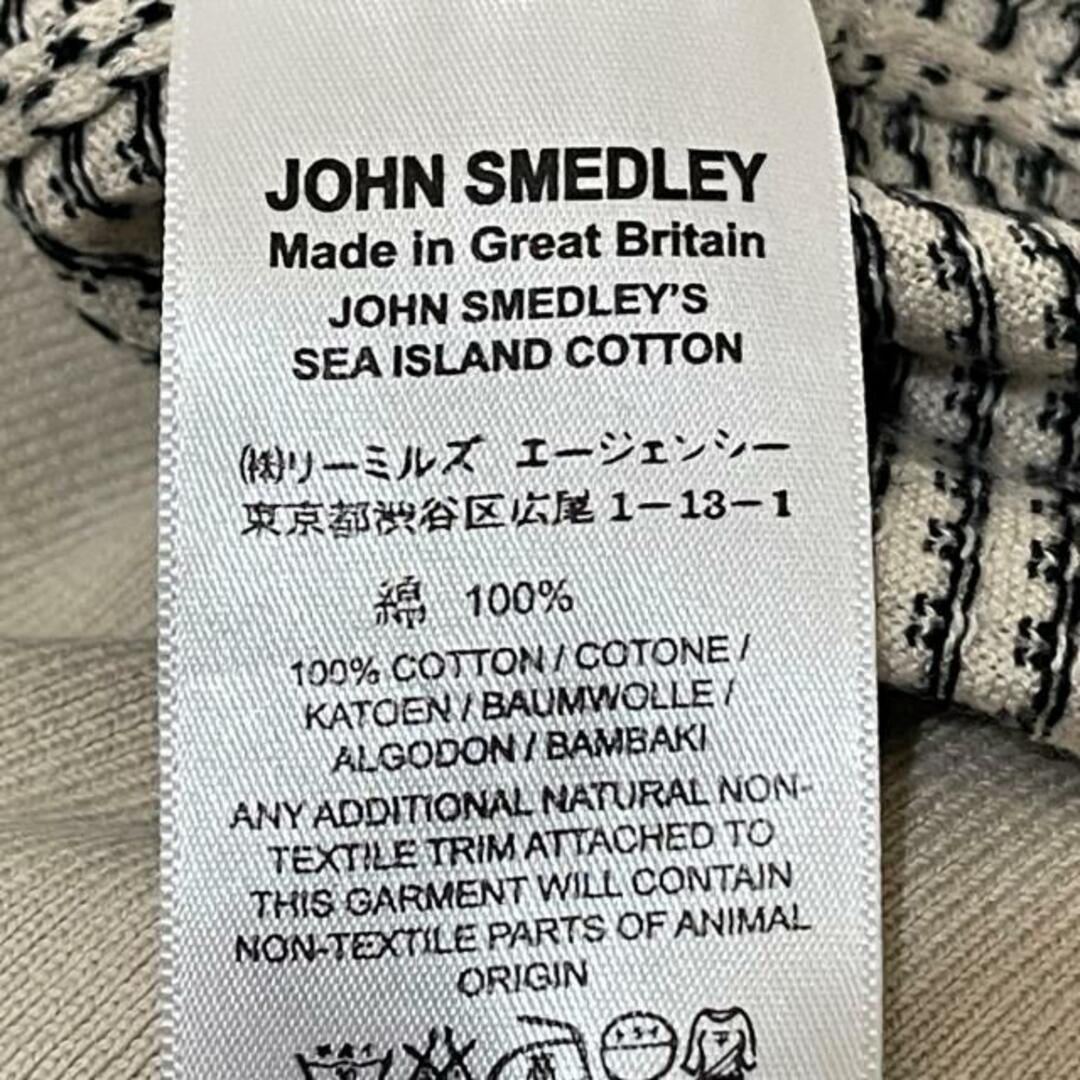 JOHN SMEDLEY
Made in Great Britain
JOHN SMEDLEY'S
SEA ISLAND COTTON
(株)リーミルズ エージェンシー
東京都渋谷区広尾 1-13-1
綿 100%
100% COTTON / COTONE /
KATOEN / BAUMWOLLE /
ALGODON / BAMBAKI
ANY ADDITIONAL NATURAL NON-
TEXTILE TRIM ATTACHED TO
THIS GARMENT WILL CONTAIN
NON-TEXTILE PARTS OF ANIMAL
ORIGIN
ドライ